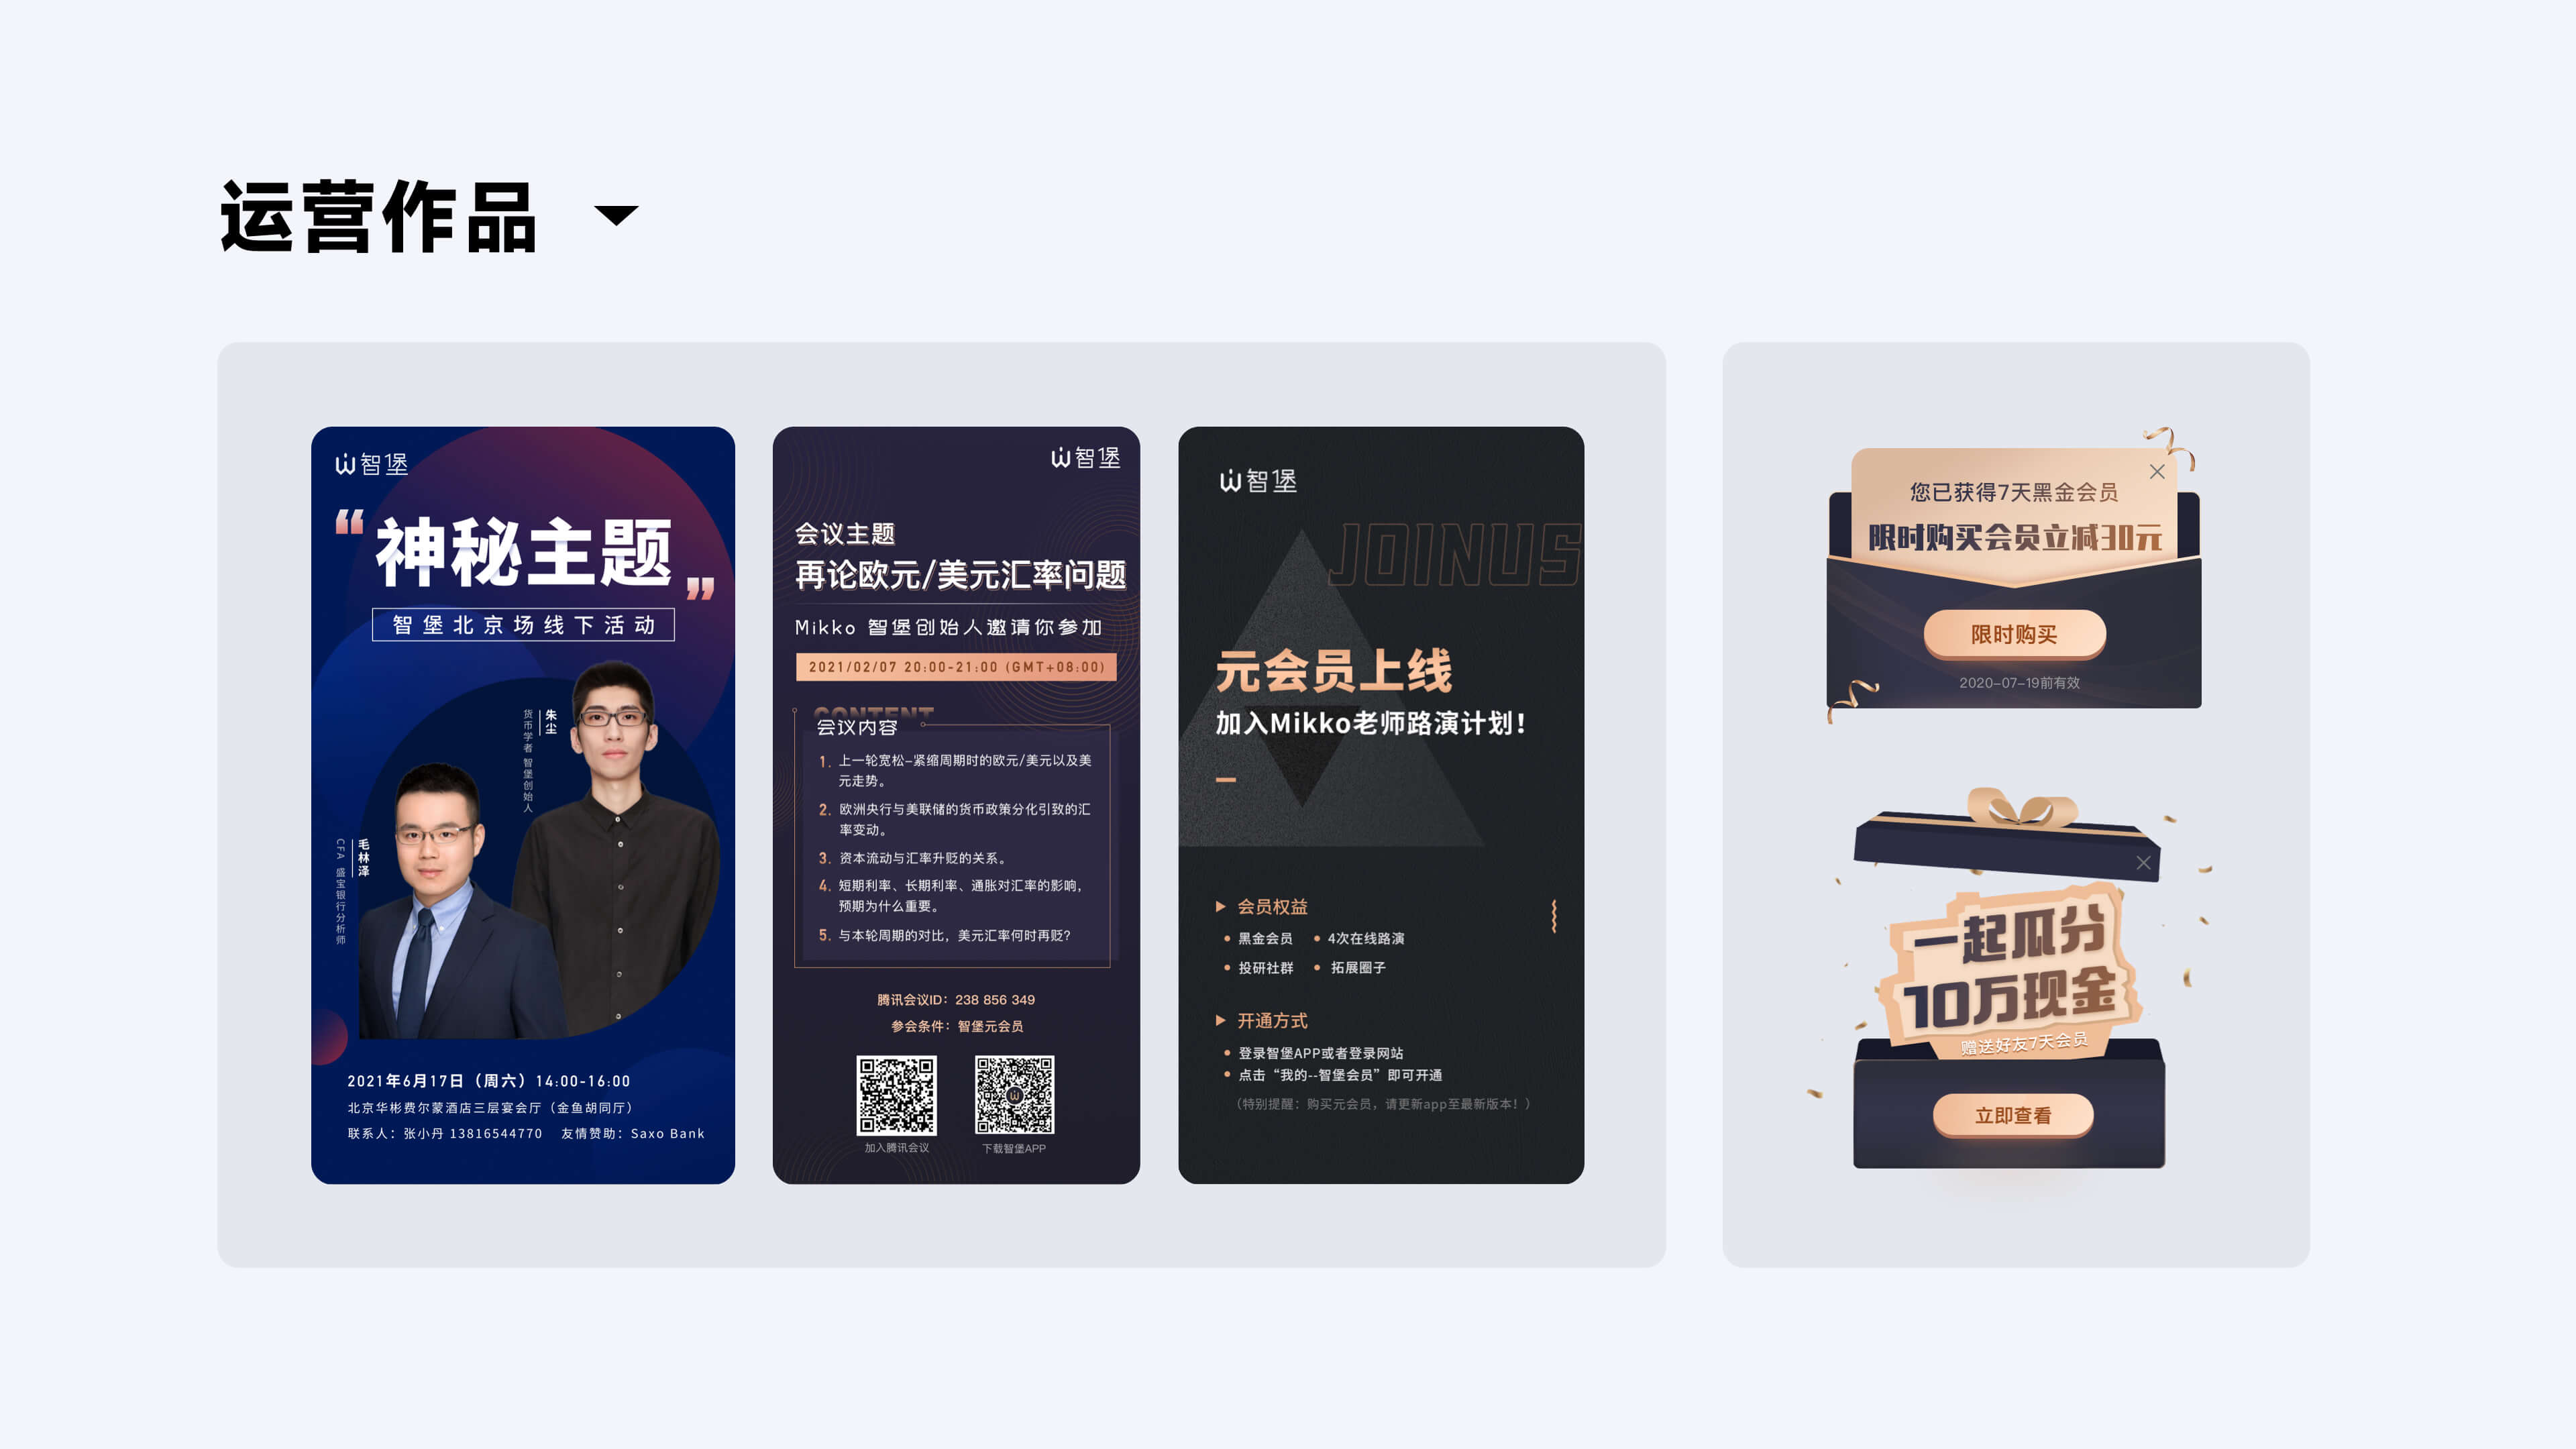 运营作品
智堡
“神秘主题”
智堡北京场线下活动
朱尘
货币学者 智堡创始人
毛林泽
CFA 盛宝银行分析师
2021年6月17日（周六）14:00-16:00
北京华彬费尔蒙酒店三层宴会厅（金鱼胡同厅）
联系人：张小丹 13816544770 友情赞助：Saxo Bank
智堡
会议主题
再论欧元/美元汇率问题
Mikko 智堡创始人邀请你参加
2021/02/07 20:00-21:00 (GMT+08:00)
CONTENT
会议内容
1. 上一轮宽松-紧缩周期时的欧元/美元以及美
元走势。
2. 欧洲央行与美联储的货币政策分化引致的汇
率变动。
3. 资本流动与汇率升贬的关系。
4. 短期利率、长期利率、通胀对汇率的影响，
预期为什么重要。
5. 与本轮周期的对比，美元汇率何时再贬？
腾讯会议ID：238 856 349
参会条件：智堡元会员
加入腾讯会议 下载智堡APP
智堡
JOINUS
元会员上线
加入Mikko老师路演计划！
会员权益
黑金会员 4次在线路演
投研社群 拓展圈子
开通方式
登录智堡APP或者登录网站
点击“我的--智堡会员”即可开通
（特别提醒：购买元会员，请更新app至最新版本！）
您已获得7天黑金会员
限时购买会员立减30元
限时购买
2020-07-19前有效
一起瓜分
10万现金
赠送好友7天会员
立即查看